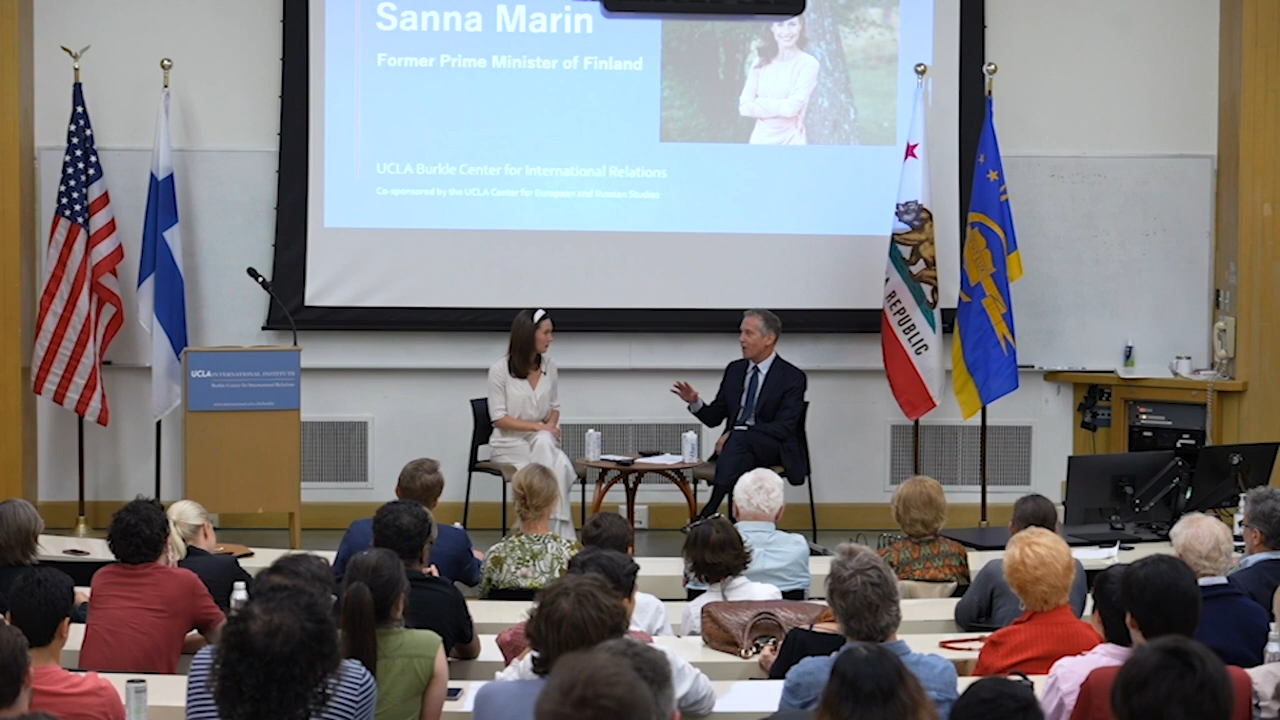 Sanna Marin
Former Prime Minister of Finland
UCLA Burkle Center for International Relations
Co-sponsored by the UCLA Center for European and Russian Studies
UCLA INTERNATIONAL INSTITUTE
Burkle Center for International Relations
REPUBLIC